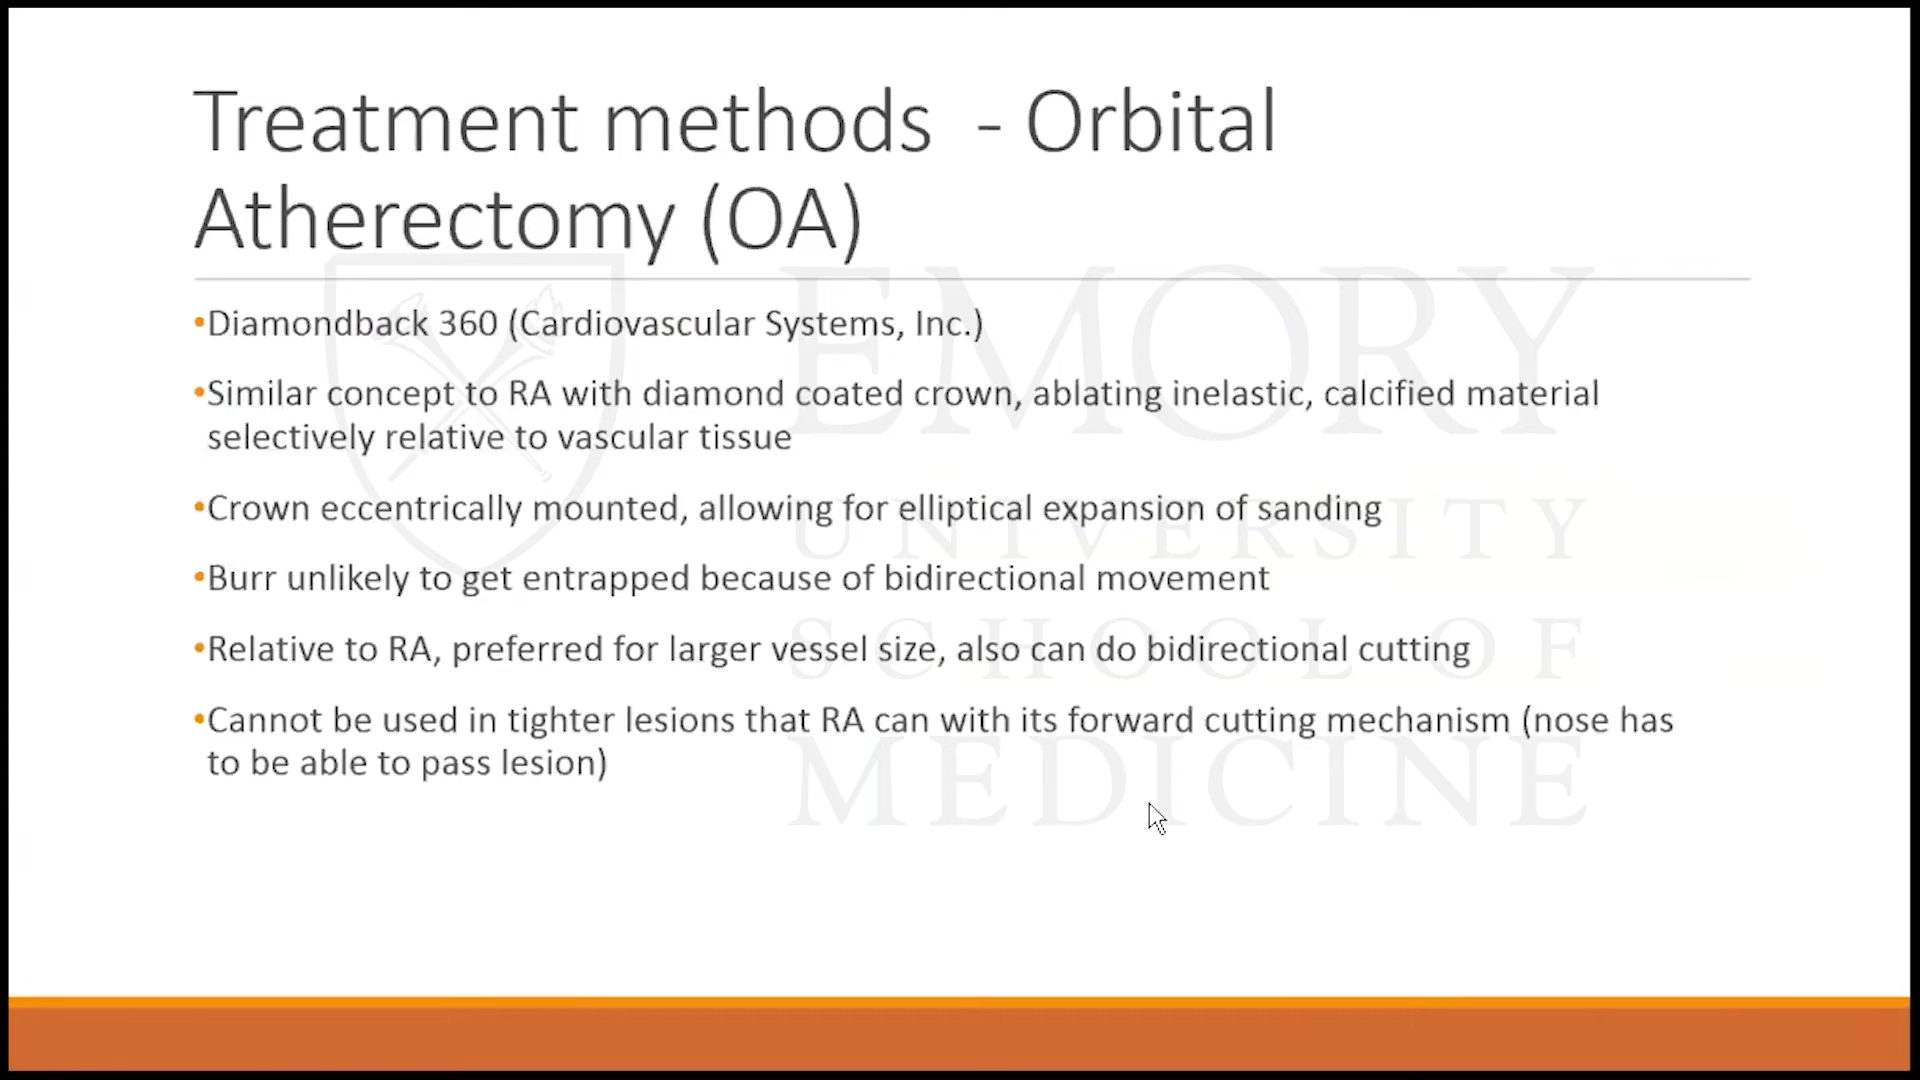 Treatment methods - Orbital
Atherectomy (OA)
•Diamondback 360 (Cardiovascular Systems, Inc.)
•Similar concept to RA with diamond coated crown, ablating inelastic, calcified material
selectively relative to vascular tissue
•Crown eccentrically mounted, allowing for elliptical expansion of sanding
•Burr unlikely to get entrapped because of bidirectional movement
•Relative to RA, preferred for larger vessel size, also can do bidirectional cutting
•Cannot be used in tighter lesions that RA can with its forward cutting mechanism (nose has
to be able to pass lesion)
EMORY
UNIVERSITY
SCHOOL OF
MEDICINE